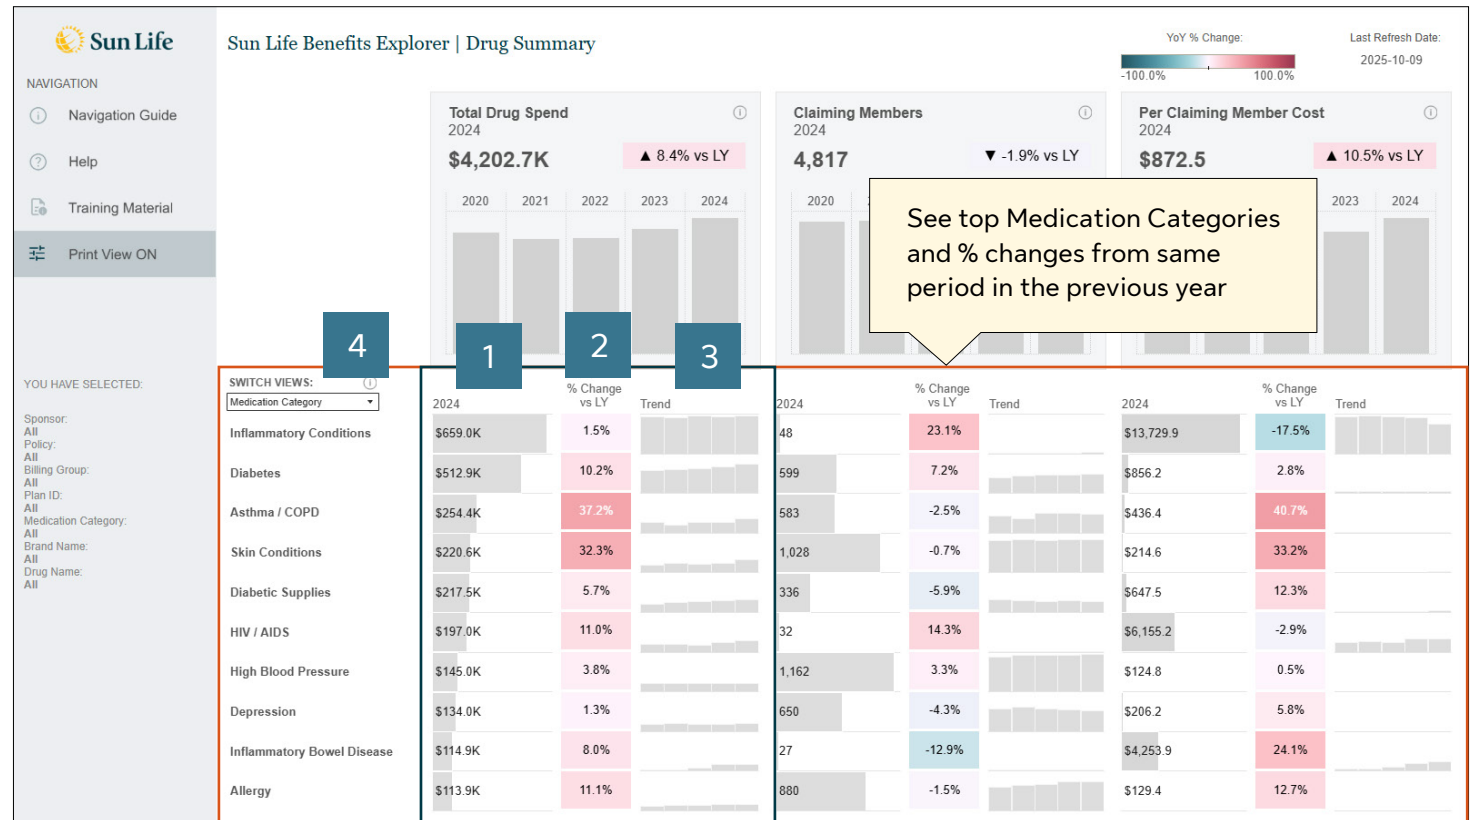 Sun Life
Sun Life Benefits Explorer | Drug Summary
YoY % Change:
-100.0% 100.0%
Last Refresh Date:
2025-10-09
NAVIGATION
Navigation Guide
Help
Training Material
Print View ON
Total Drug Spend
2024
$4,202.7K ▲ 8.4% vs LY
2020 2021 2022 2023 2024
Claiming Members
2024
4,817 ▼ -1.9% vs LY
2020
Per Claiming Member Cost
2024
$872.5 ▲ 10.5% vs LY
2023 2024
See top Medication Categories
and % changes from same
period in the previous year
4 1 2 3
YOU HAVE SELECTED:
Sponsor:
All
Policy:
All
Billing Group:
All
Plan ID:
All
Medication Category:
All
Brand Name:
All
Drug Name:
All
SWITCH VIEWS:
Medication Category
2024 % Change vs LY Trend 2024 % Change vs LY Trend 2024 % Change vs LY Trend
Inflammatory Conditions $659.0K 1.5% 48 23.1% $13,729.9 -17.5%
Diabetes $512.9K 10.2% 599 7.2% $856.2 2.8%
Asthma / COPD $254.4K 37.2% 583 -2.5% $436.4 40.7%
Skin Conditions $220.6K 32.3% 1,028 -0.7% $214.6 33.2%
Diabetic Supplies $217.5K 5.7% 336 -5.9% $647.5 12.3%
HIV / AIDS $197.0K 11.0% 32 14.3% $6,155.2 -2.9%
High Blood Pressure $145.0K 3.8% 1,162 3.3% $124.8 0.5%
Depression $134.0K 1.3% 650 -4.3% $206.2 5.8%
Inflammatory Bowel Disease $114.9K 8.0% 27 -12.9% $4,253.9 24.1%
Allergy $113.9K 11.1% 880 -1.5% $129.4 12.7%